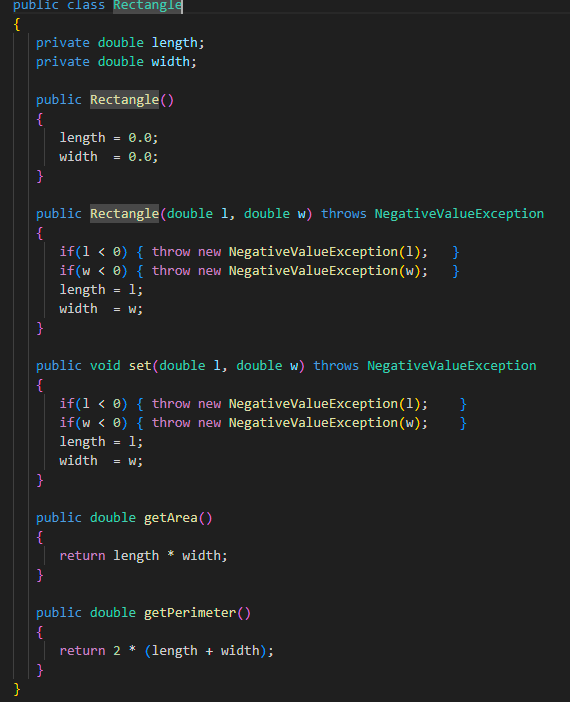 public class Rectangle
{
    private double length;
    private double width;

    public Rectangle()
    {
        length = 0.0;
        width  = 0.0;
    }

    public Rectangle(double l, double w) throws NegativeValueException
    {
        if(l < 0) { throw new NegativeValueException(l);   }
        if(w < 0) { throw new NegativeValueException(w);   }
        length = l;
        width  = w;
    }

    public void set(double l, double w) throws NegativeValueException
    {
        if(l < 0) { throw new NegativeValueException(l);    }
        if(w < 0) { throw new NegativeValueException(w);    }
        length = l;
        width  = w;
    }

    public double getArea()
    {
        return length * width;
    }

    public double getPerimeter()
    {
        return 2 * (length + width);
    }
}